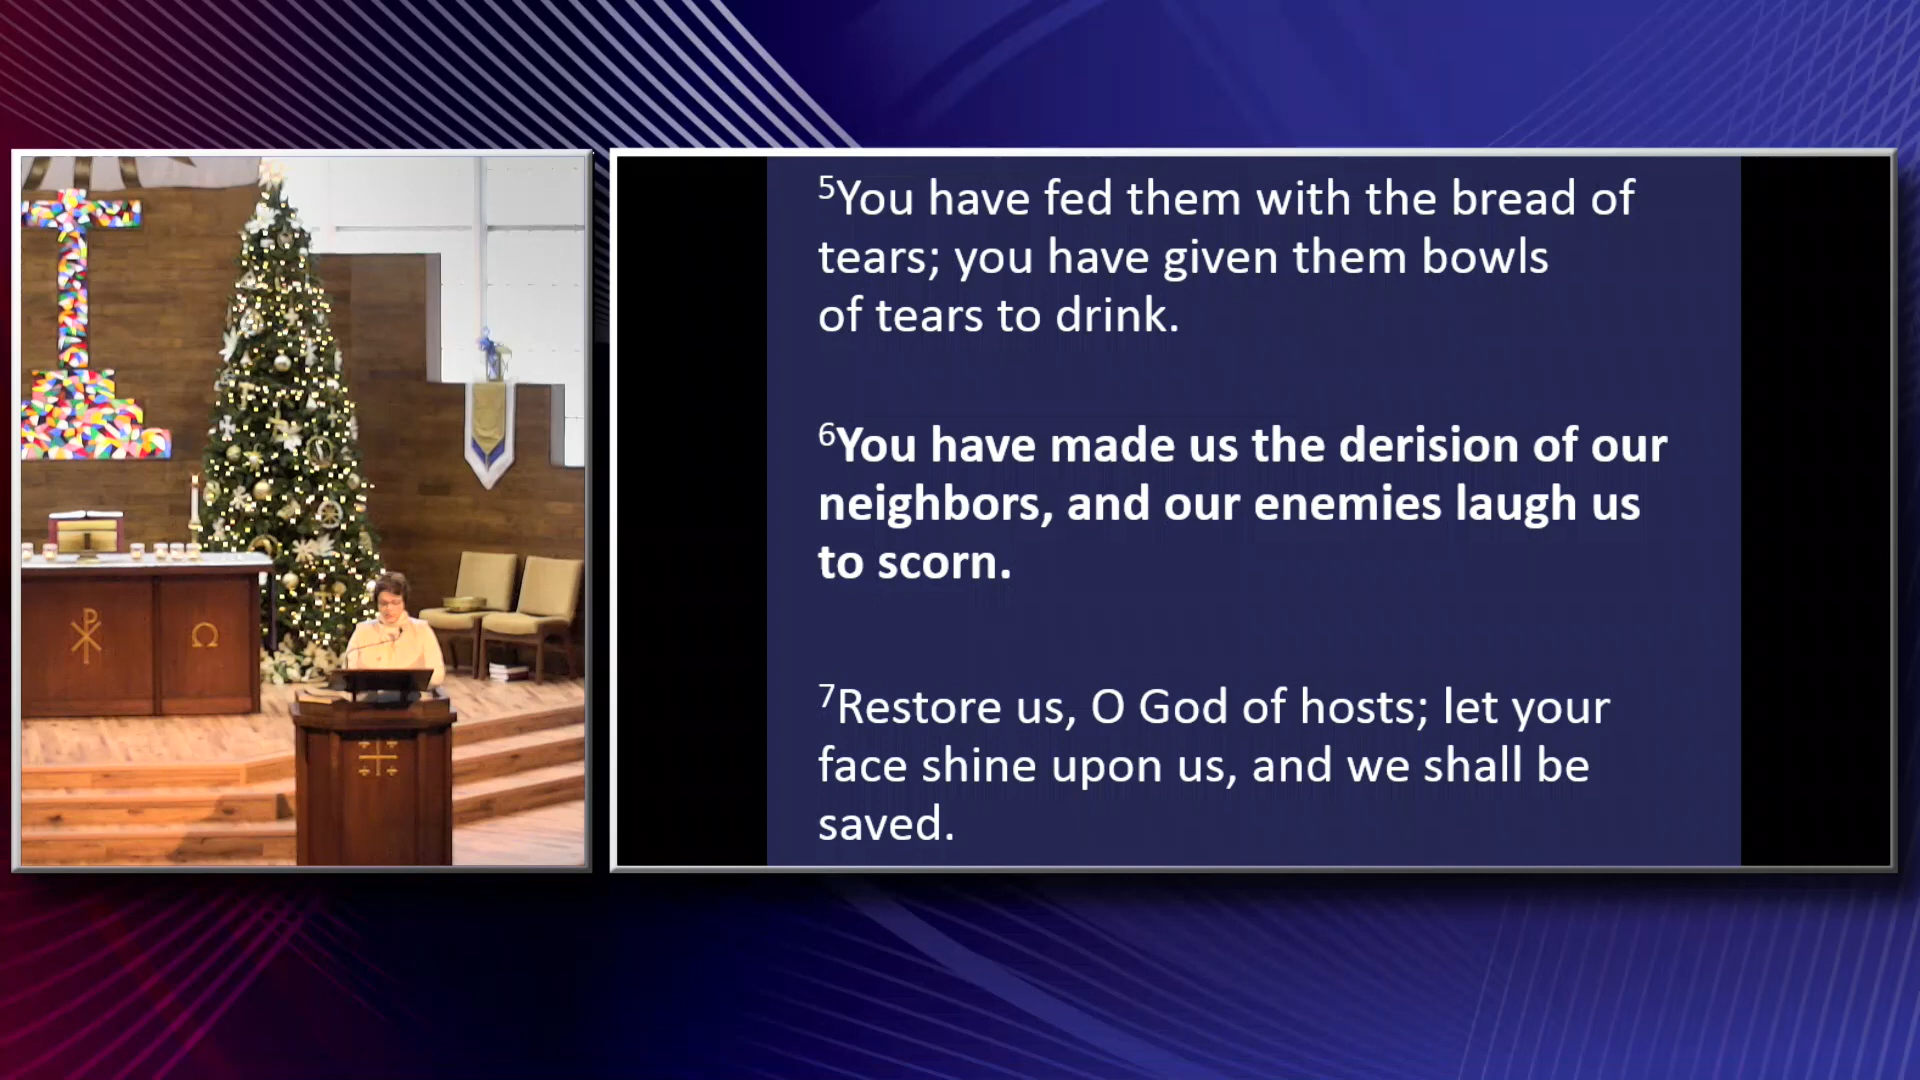 ⁵You have fed them with the bread of
tears; you have given them bowls
of tears to drink.
⁶You have made us the derision of our
neighbors, and our enemies laugh us
to scorn.
⁷Restore us, O God of hosts; let your
face shine upon us, and we shall be
saved.
Ω